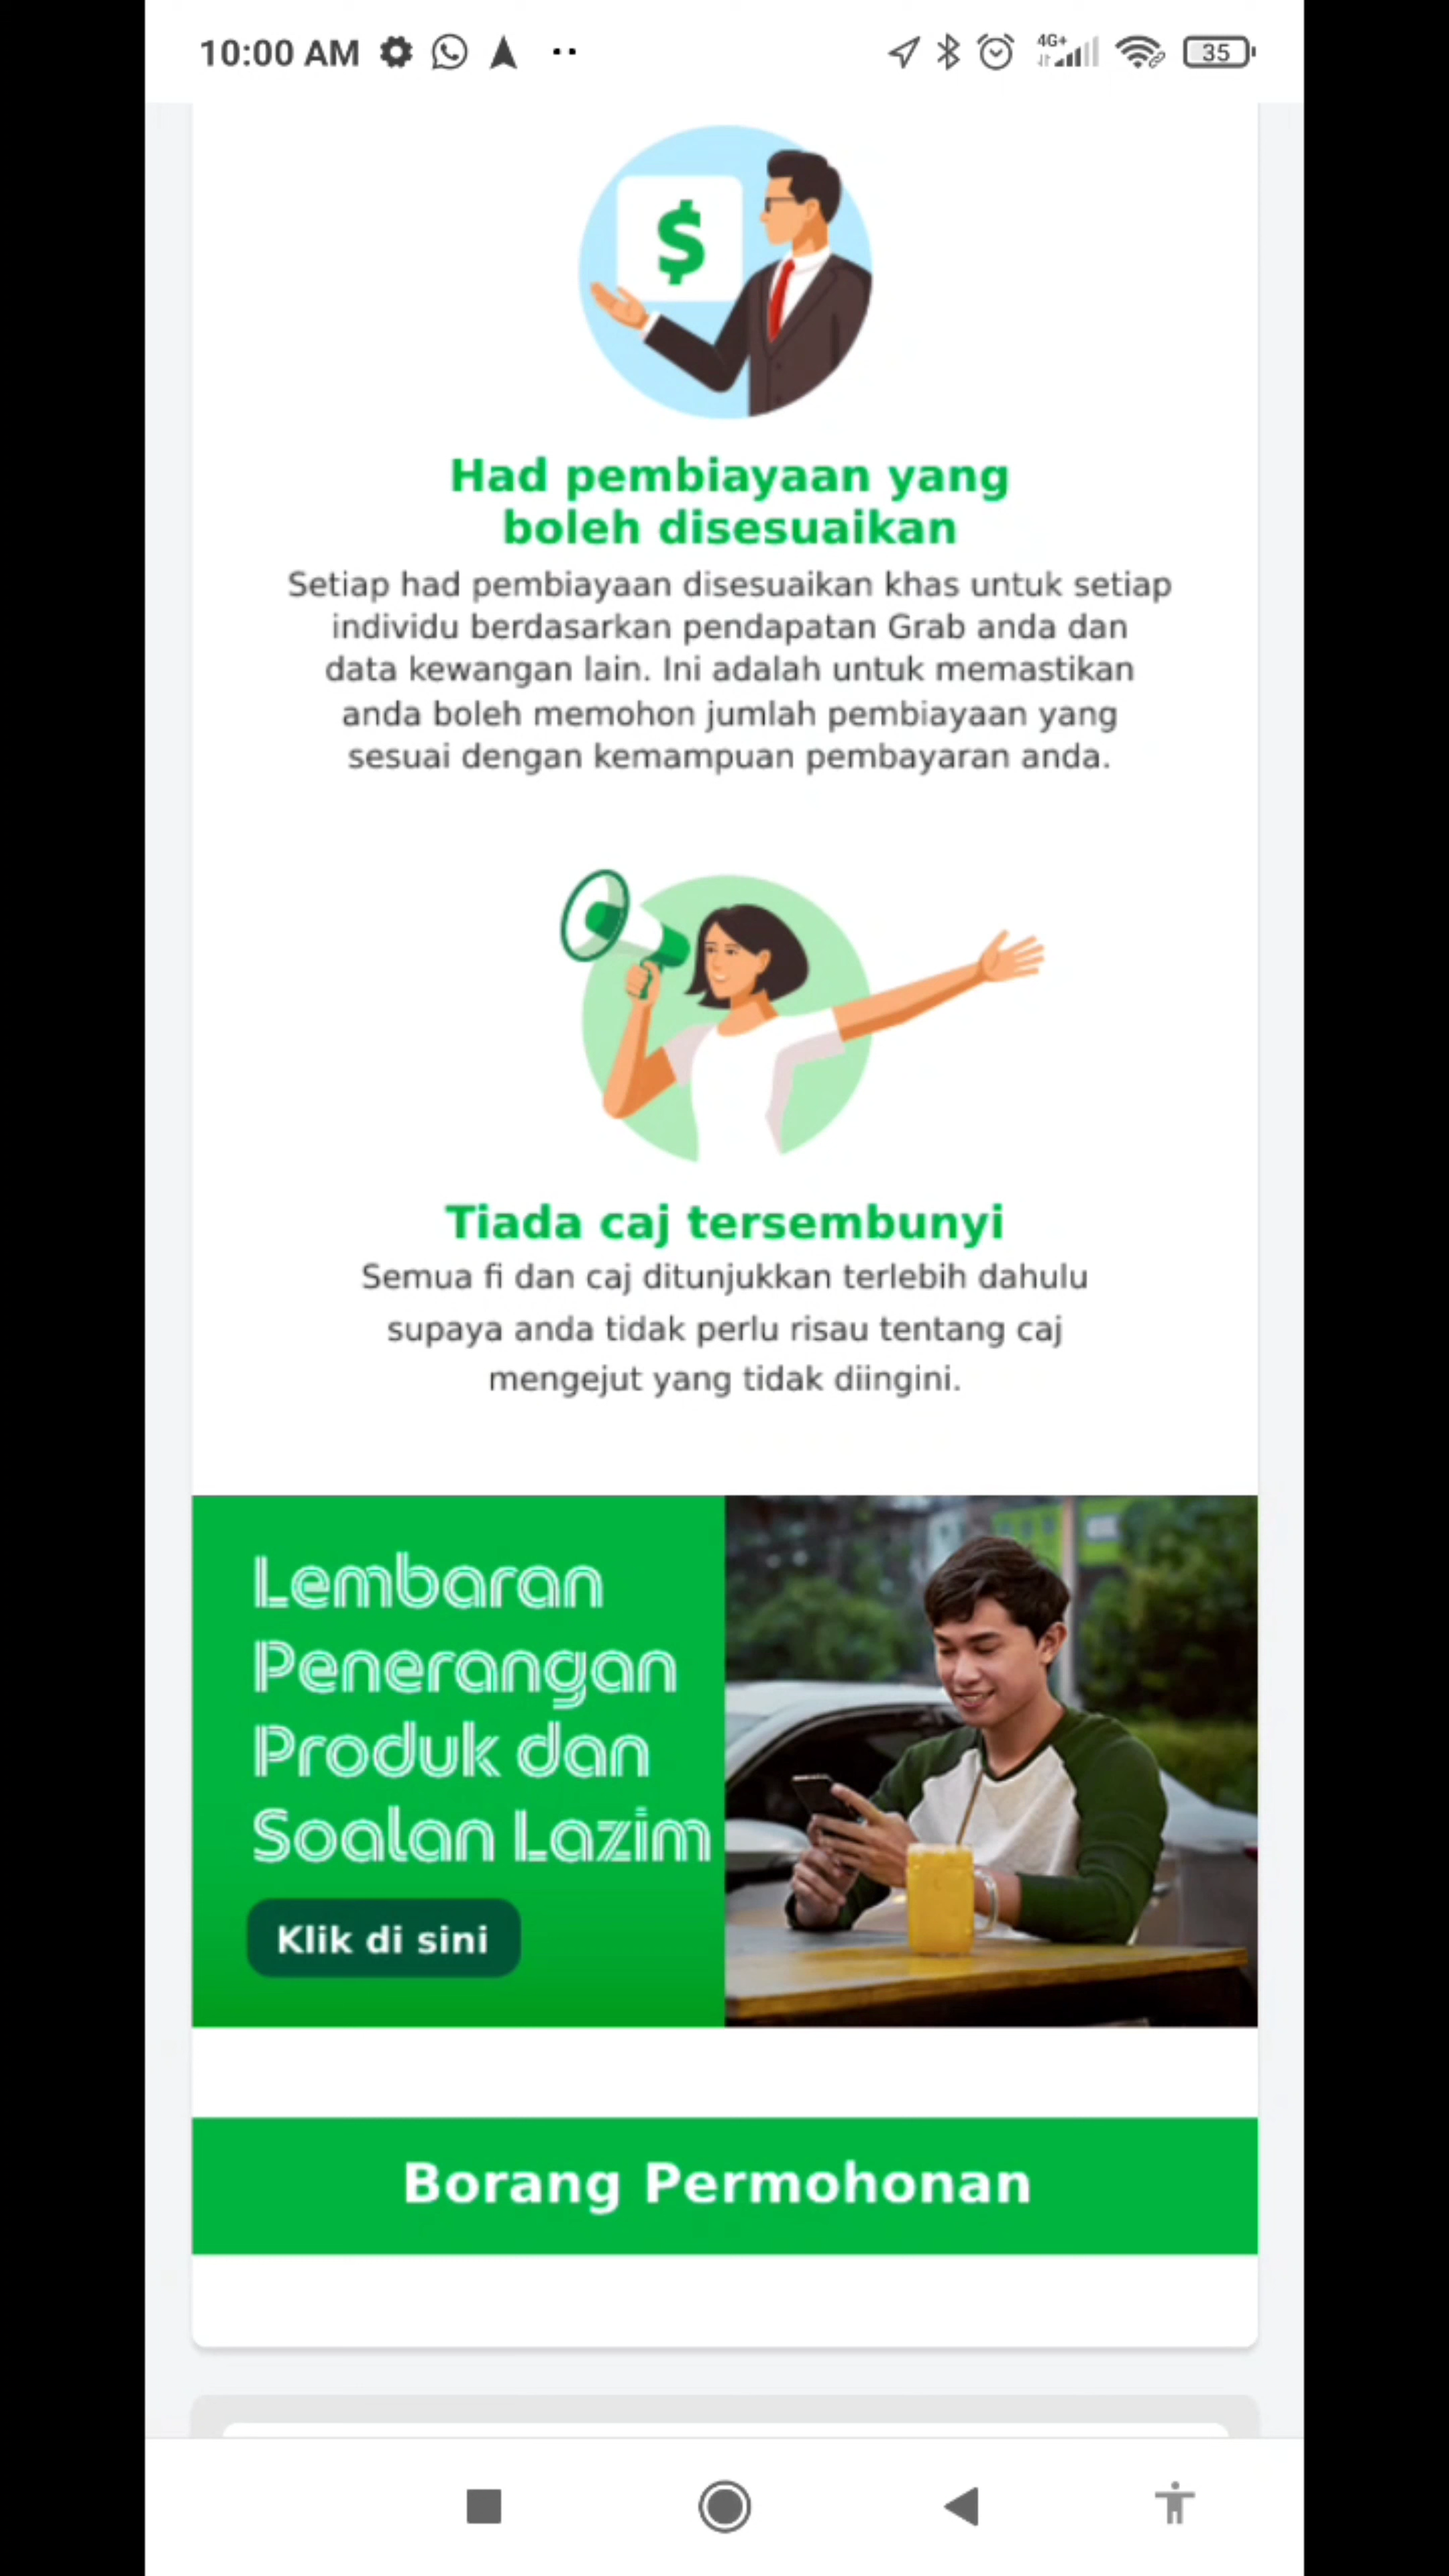 10:00 AM
4G+
35
$
Had pembiayaan yang
boleh disesuaikan
Setiap had pembiayaan disesuaikan khas untuk setiap
individu berdasarkan pendapatan Grab anda dan
data kewangan lain. Ini adalah untuk memastikan
anda boleh memohon jumlah pembiayaan yang
sesuai dengan kemampuan pembayaran anda.
Tiada caj tersembunyi
Semua fi dan caj ditunjukkan terlebih dahulu
supaya anda tidak perlu risau tentang caj
mengejut yang tidak diingini.
Lembaran
Penerangan
Produk dan
Soalan Lazim
Klik di sini
Borang Permohonan